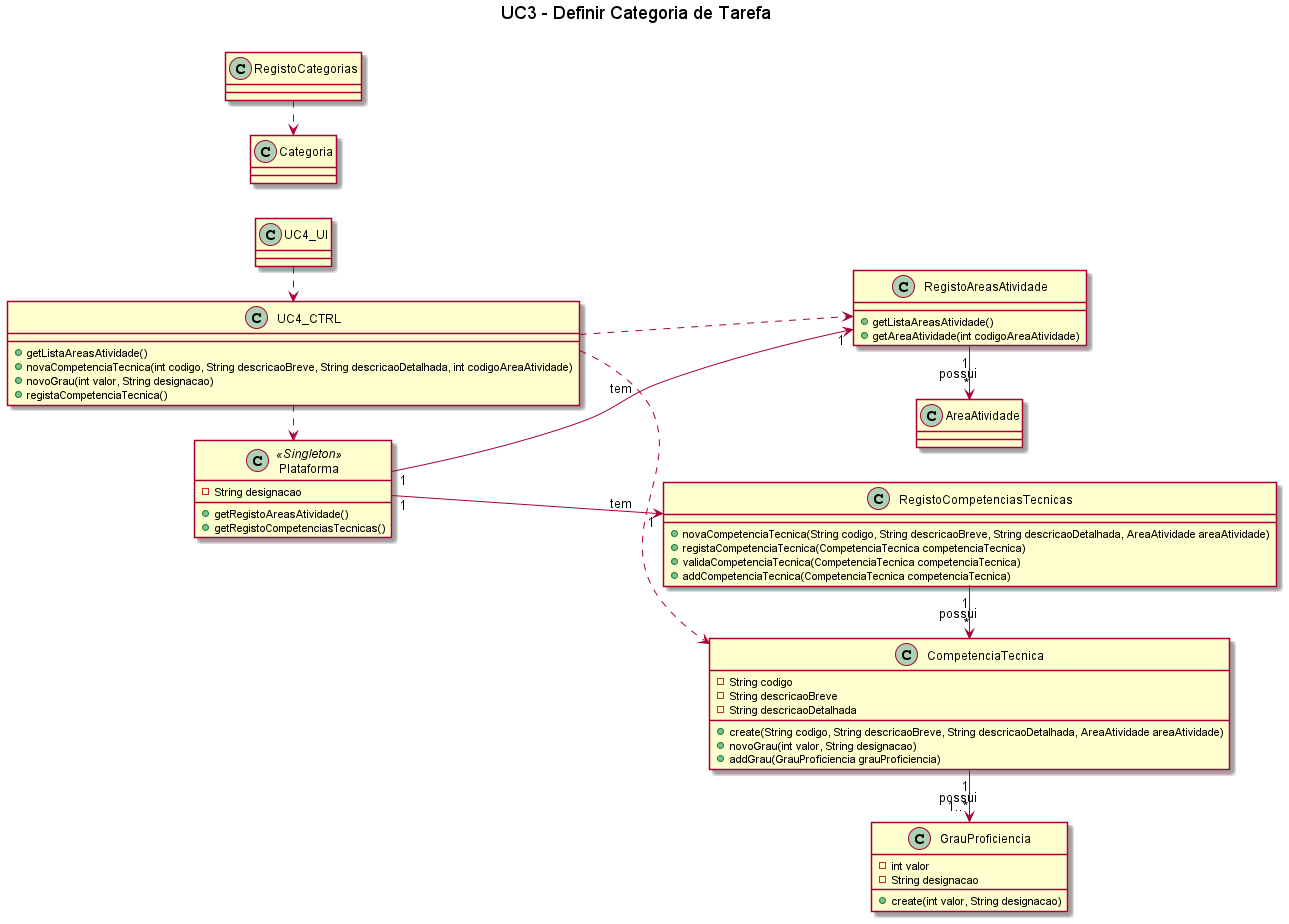 UC3 - Definir Categoria de Tarefa
C RegistoCategorias
C Categoria
C UC4_UI
C UC4_CTRL
getListaAreasAtividade()
novaCompetenciaTecnica(int codigo, String descricaoBreve, String descricaoDetalhada, int codigoAreaAtividade)
novoGrau(int valor, String designacao)
registaCompetenciaTecnica()
C «Singleton»
Plataforma
String designacao
getRegistoAreasAtividade()
getRegistoCompetenciasTecnicas()
1
1
tem
tem
1
1
C RegistoAreasAtividade
getListaAreasAtividade()
getAreaAtividade(int codigoAreaAtividade)
1
possui
*
C AreaAtividade
C RegistoCompetenciasTecnicas
novaCompetenciaTecnica(String codigo, String descricaoBreve, String descricaoDetalhada, AreaAtividade areaAtividade)
registaCompetenciaTecnica(CompetenciaTecnica competenciaTecnica)
validaCompetenciaTecnica(CompetenciaTecnica competenciaTecnica)
addCompetenciaTecnica(CompetenciaTecnica competenciaTecnica)
1
possui
*
C CompetenciaTecnica
String codigo
String descricaoBreve
String descricaoDetalhada
create(String codigo, String descricaoBreve, String descricaoDetalhada, AreaAtividade areaAtividade)
novoGrau(int valor, String designacao)
addGrau(GrauProficiencia grauProficiencia)
1
possui
1..*
C GrauProficiencia
int valor
String designacao
create(int valor, String designacao)